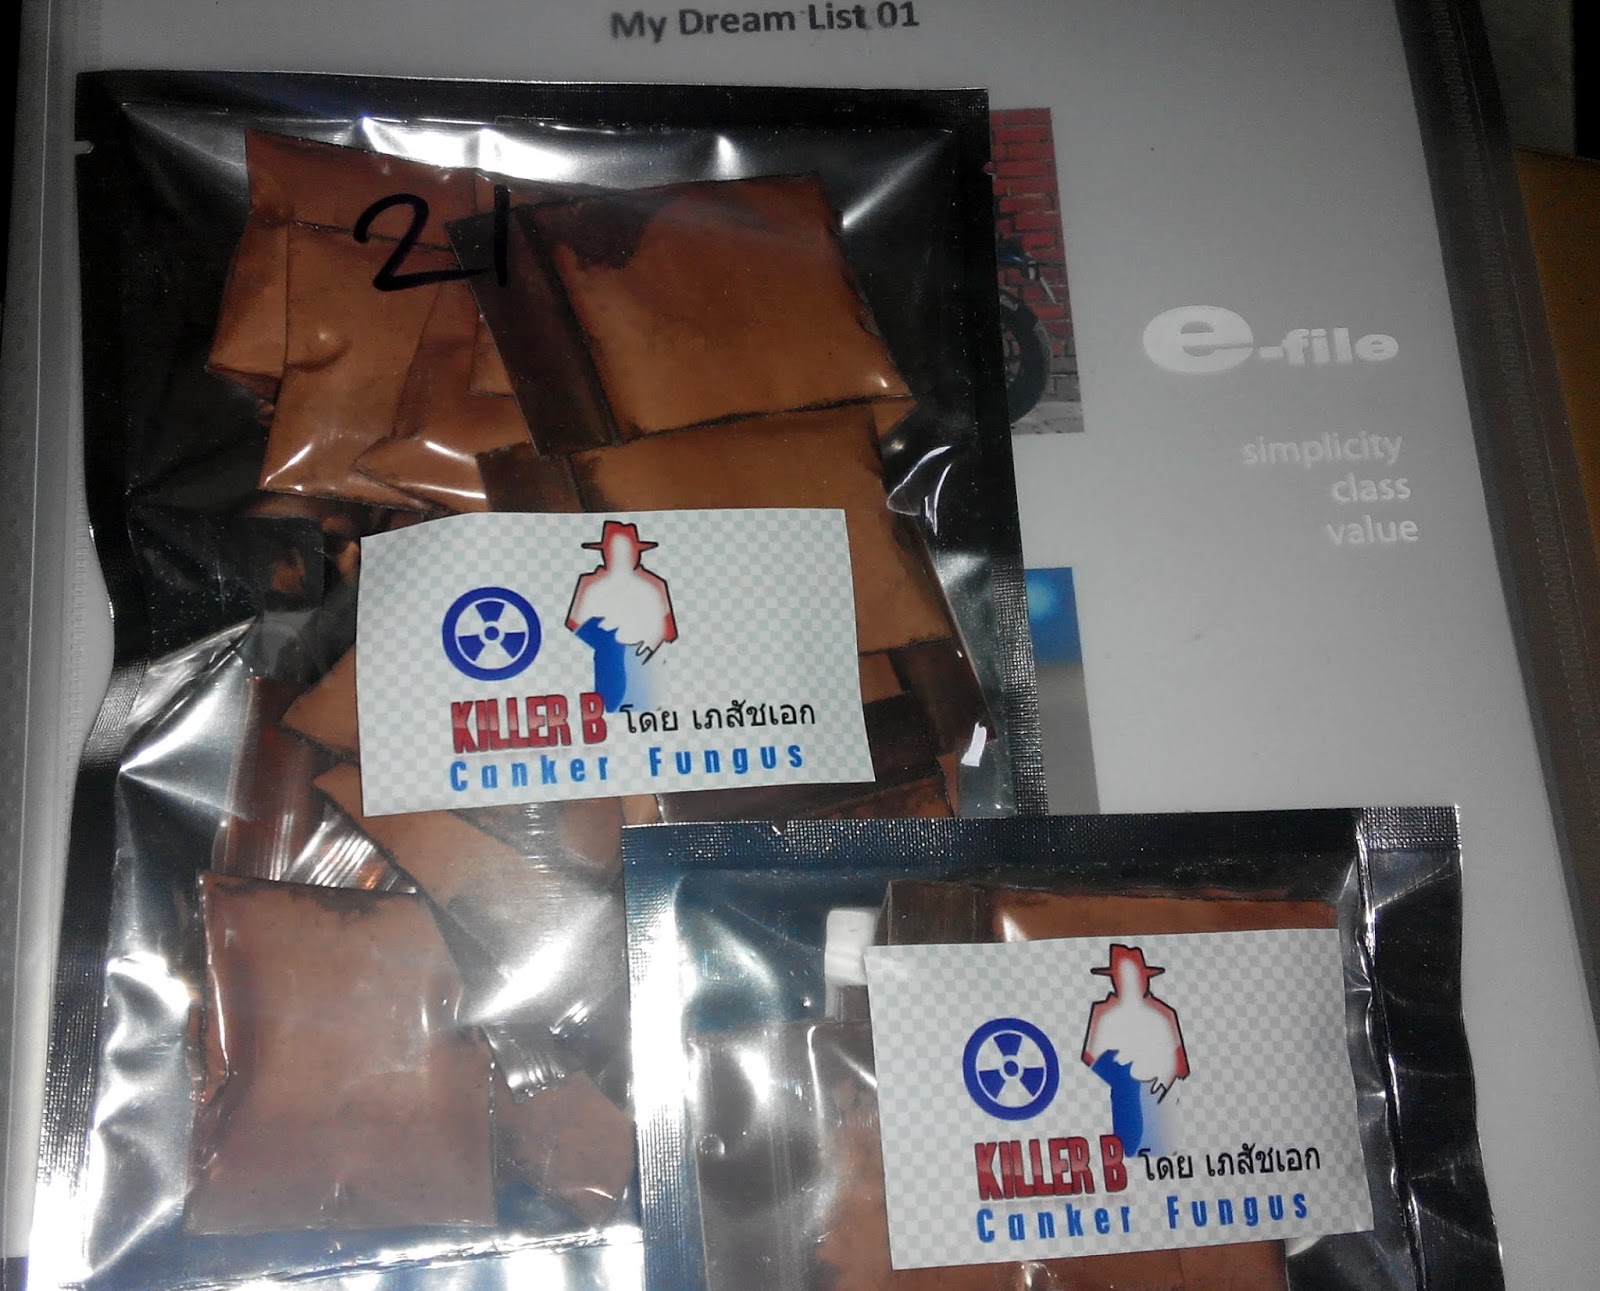 My Dream List 01
21
e-file
simplicity
class
value
KILLER B โดย เภสัชเอก
Canker Fungus
KILLER B โดย เภสัชเอก
Canker Fungus